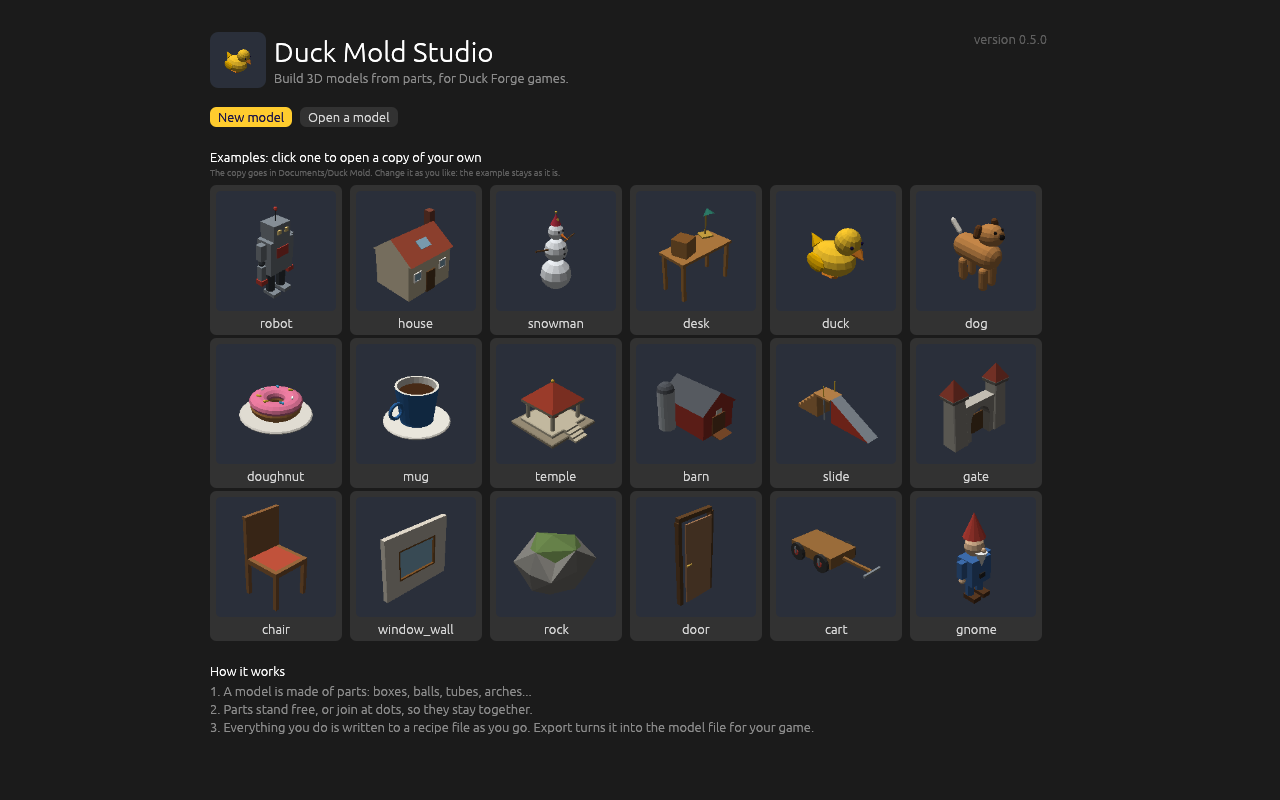 Duck Mold Studio
version 0.5.0
Build 3D models from parts, for Duck Forge games.
New model Open a model
Examples: click one to open a copy of your own
The copy goes in Documents/Duck Mold. Change it as you like: the example stays as it is.
robot house snowman desk duck dog
doughnut mug temple barn slide gate
chair window_wall rock door cart gnome
How it works
1. A model is made of parts: boxes, balls, tubes, arches...
2. Parts stand free, or join at dots, so they stay together.
3. Everything you do is written to a recipe file as you go. Export turns it into the model file for your game.